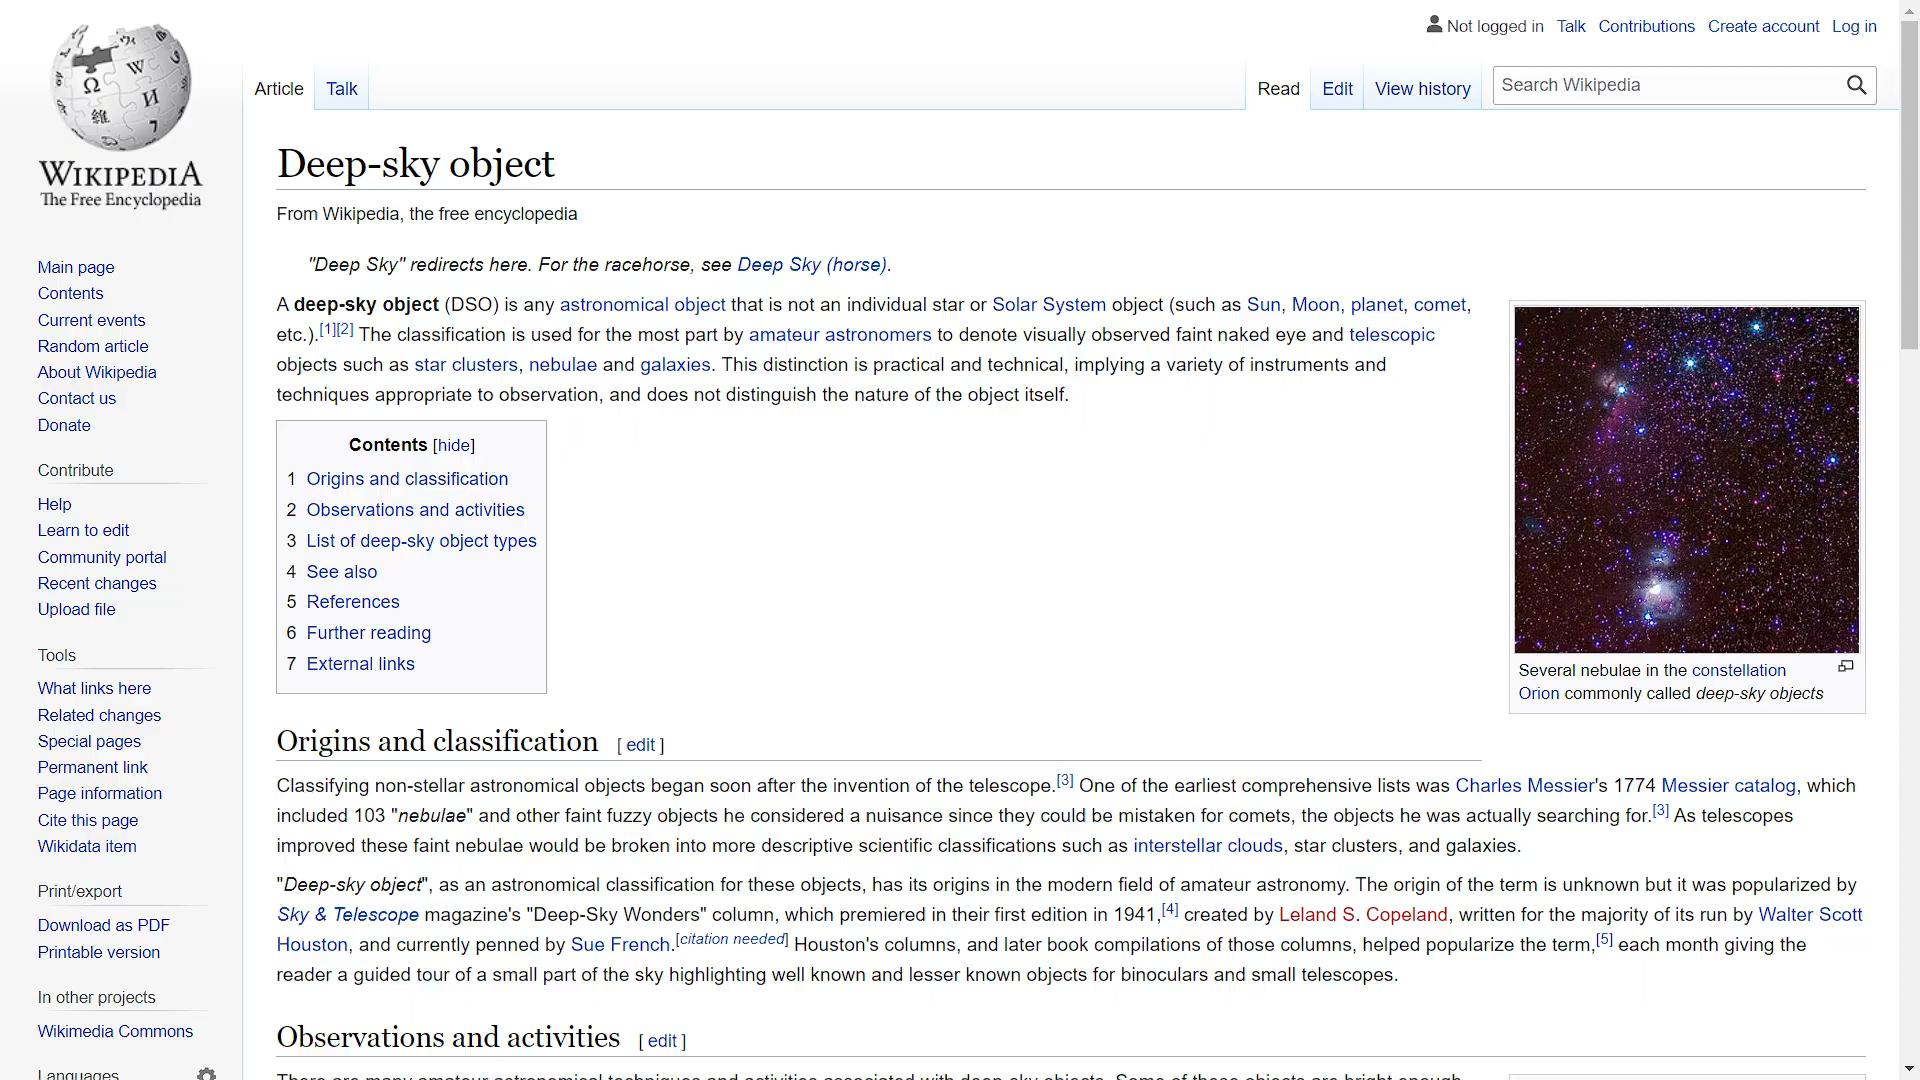 Not logged in Talk Contributions Create account Log in
Article Talk Read Edit View history Search Wikipedia
WIKIPEDIA
The Free Encyclopedia
Main page
Contents
Current events
Random article
About Wikipedia
Contact us
Donate
Contribute
Help
Learn to edit
Community portal
Recent changes
Upload file
Tools
What links here
Related changes
Special pages
Permanent link
Page information
Cite this page
Wikidata item
Print/export
Download as PDF
Printable version
In other projects
Wikimedia Commons
Languages
Deep-sky object
From Wikipedia, the free encyclopedia
"Deep Sky" redirects here. For the racehorse, see Deep Sky (horse).
A deep-sky object (DSO) is any astronomical object that is not an individual star or Solar System object (such as Sun, Moon, planet, comet,
etc.).[1][2] The classification is used for the most part by amateur astronomers to denote visually observed faint naked eye and telescopic
objects such as star clusters, nebulae and galaxies. This distinction is practical and technical, implying a variety of instruments and
techniques appropriate to observation, and does not distinguish the nature of the object itself.
Several nebulae in the constellation
Orion commonly called deep-sky objects
Contents [hide]
1 Origins and classification
2 Observations and activities
3 List of deep-sky object types
4 See also
5 References
6 Further reading
7 External links
Origins and classification [ edit ]
Classifying non-stellar astronomical objects began soon after the invention of the telescope.[3] One of the earliest comprehensive lists was Charles Messier's 1774 Messier catalog, which
included 103 "nebulae" and other faint fuzzy objects he considered a nuisance since they could be mistaken for comets, the objects he was actually searching for.[3] As telescopes
improved these faint nebulae would be broken into more descriptive scientific classifications such as interstellar clouds, star clusters, and galaxies.
"Deep-sky object", as an astronomical classification for these objects, has its origins in the modern field of amateur astronomy. The origin of the term is unknown but it was popularized by
Sky & Telescope magazine's "Deep-Sky Wonders" column, which premiered in their first edition in 1941,[4] created by Leland S. Copeland, written for the majority of its run by Walter Scott
Houston, and currently penned by Sue French.[citation needed] Houston's columns, and later book compilations of those columns, helped popularize the term,[5] each month giving the
reader a guided tour of a small part of the sky highlighting well known and lesser known objects for binoculars and small telescopes.
Observations and activities [ edit ]
There are many amateur astronomical techniques and activities associated with deep-sky objects. Some of these objects are bright enough